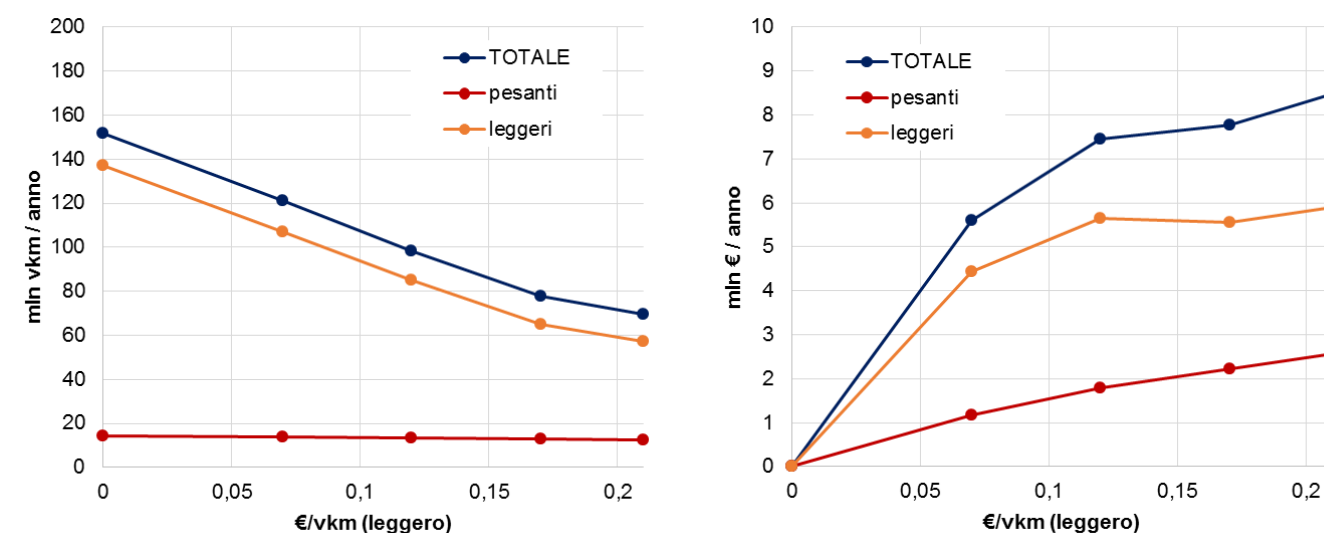 200
180
160
140
120
100
80
60
40
20
0
mln vkm / anno
TOTALE
pesanti
leggeri
0 0,05 0,1 0,15 0,2
€/vkm (leggero)
10
9
8
7
6
5
4
3
2
1
0
mln € / anno
TOTALE
pesanti
leggeri
0 0,05 0,1 0,15 0,2
€/vkm (leggero)